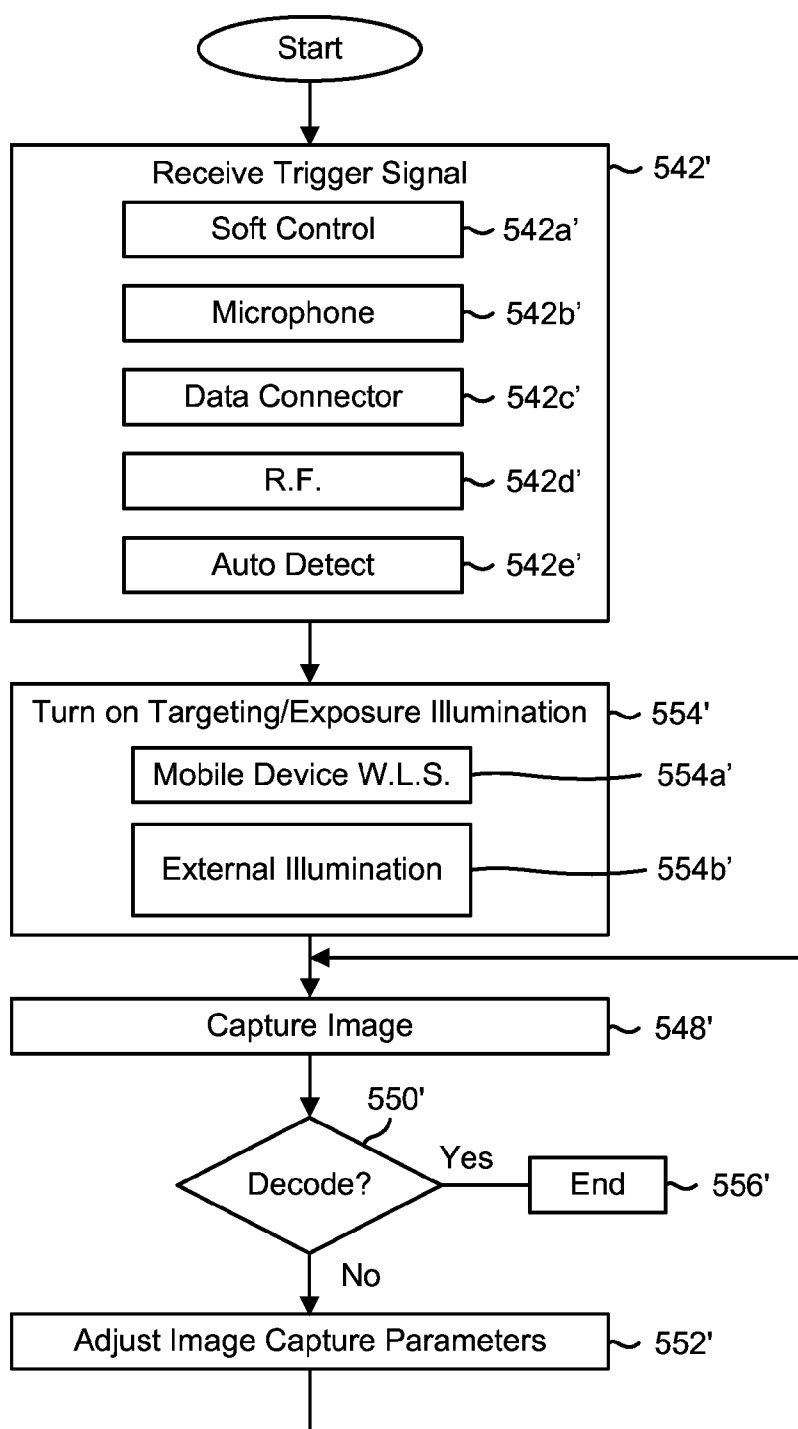 Start
Receive Trigger Signal
542'
Soft Control
542a’
Microphone
542b’
Data Connector
542c’
R.F.
542d’
Auto Detect
542e’
Turn on Targeting/Exposure Illumination
554'
Mobile Device W.L.S.
554a’
External Illumination
554b’
Capture Image
548'
550'
Decode?
Yes
End
556'
No
Adjust Image Capture Parameters
552'